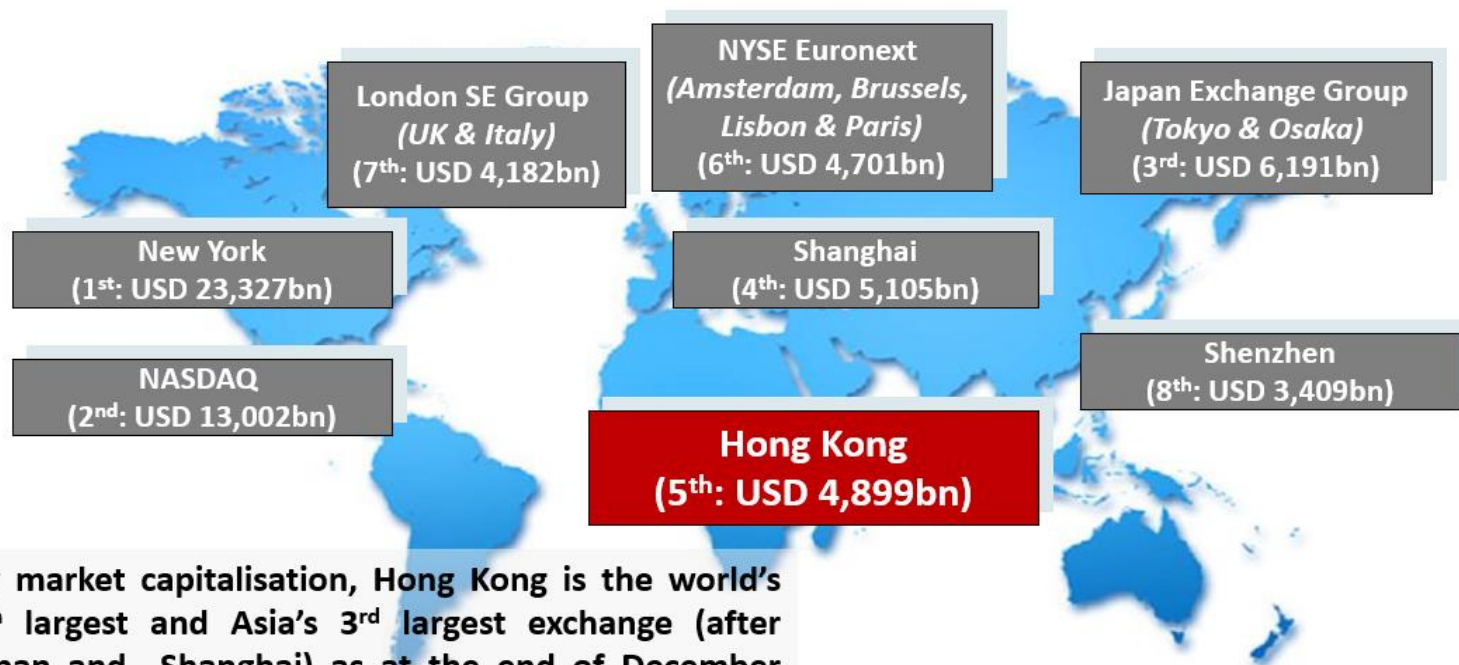 London SE Group
(UK & Italy)
(7th: USD 4,182bn)
NYSE Euronext
(Amsterdam, Brussels,
Lisbon & Paris)
(6th: USD 4,701bn)
Japan Exchange Group
(Tokyo & Osaka)
(3rd: USD 6,191bn)
New York
(1st: USD 23,327bn)
Shanghai
(4th: USD 5,105bn)
NASDAQ
(2nd: USD 13,002bn)
Shenzhen
(8th: USD 3,409bn)
Hong Kong
(5th: USD 4,899bn)
market capitalisation, Hong Kong is the world's
largest and Asia's 3rd largest exchange (after
and Shanghai) as at the end of December